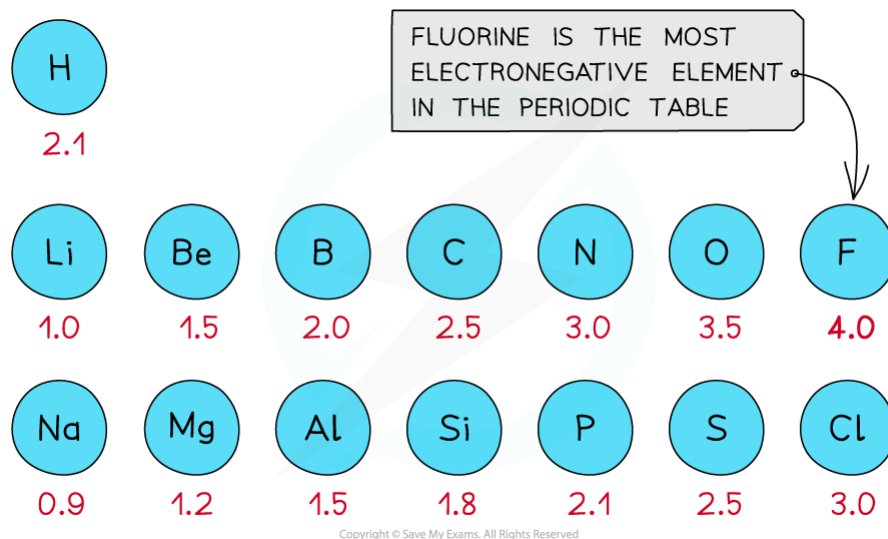 FLUORINE IS THE MOST
ELECTRONEGATIVE ELEMENT
IN THE PERIODIC TABLE
H
2.1
Li Be B C N O F
1.0 1.5 2.0 2.5 3.0 3.5 4.0
Na Mg Al Si P S Cl
0.9 1.2 1.5 1.8 2.1 2.5 3.0
Copyright © Save My Exams. All Rights Reserved